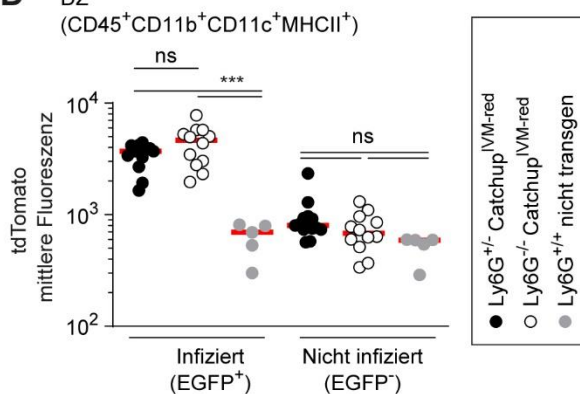 DZ
(CD45⁺CD11b⁺CD11c⁺MHCII⁺)
ns
***
ns
10⁴
10³
10²
tdTomato
mittlere Fluoreszenz
Infiziert
(EGFP⁺)
Nicht infiziert
(EGFP⁻)
Ly6G⁺/⁻ Catchup^IVM-red
Ly6G⁻/⁻ Catchup^IVM-red
Ly6G⁺/⁺ nicht transgen